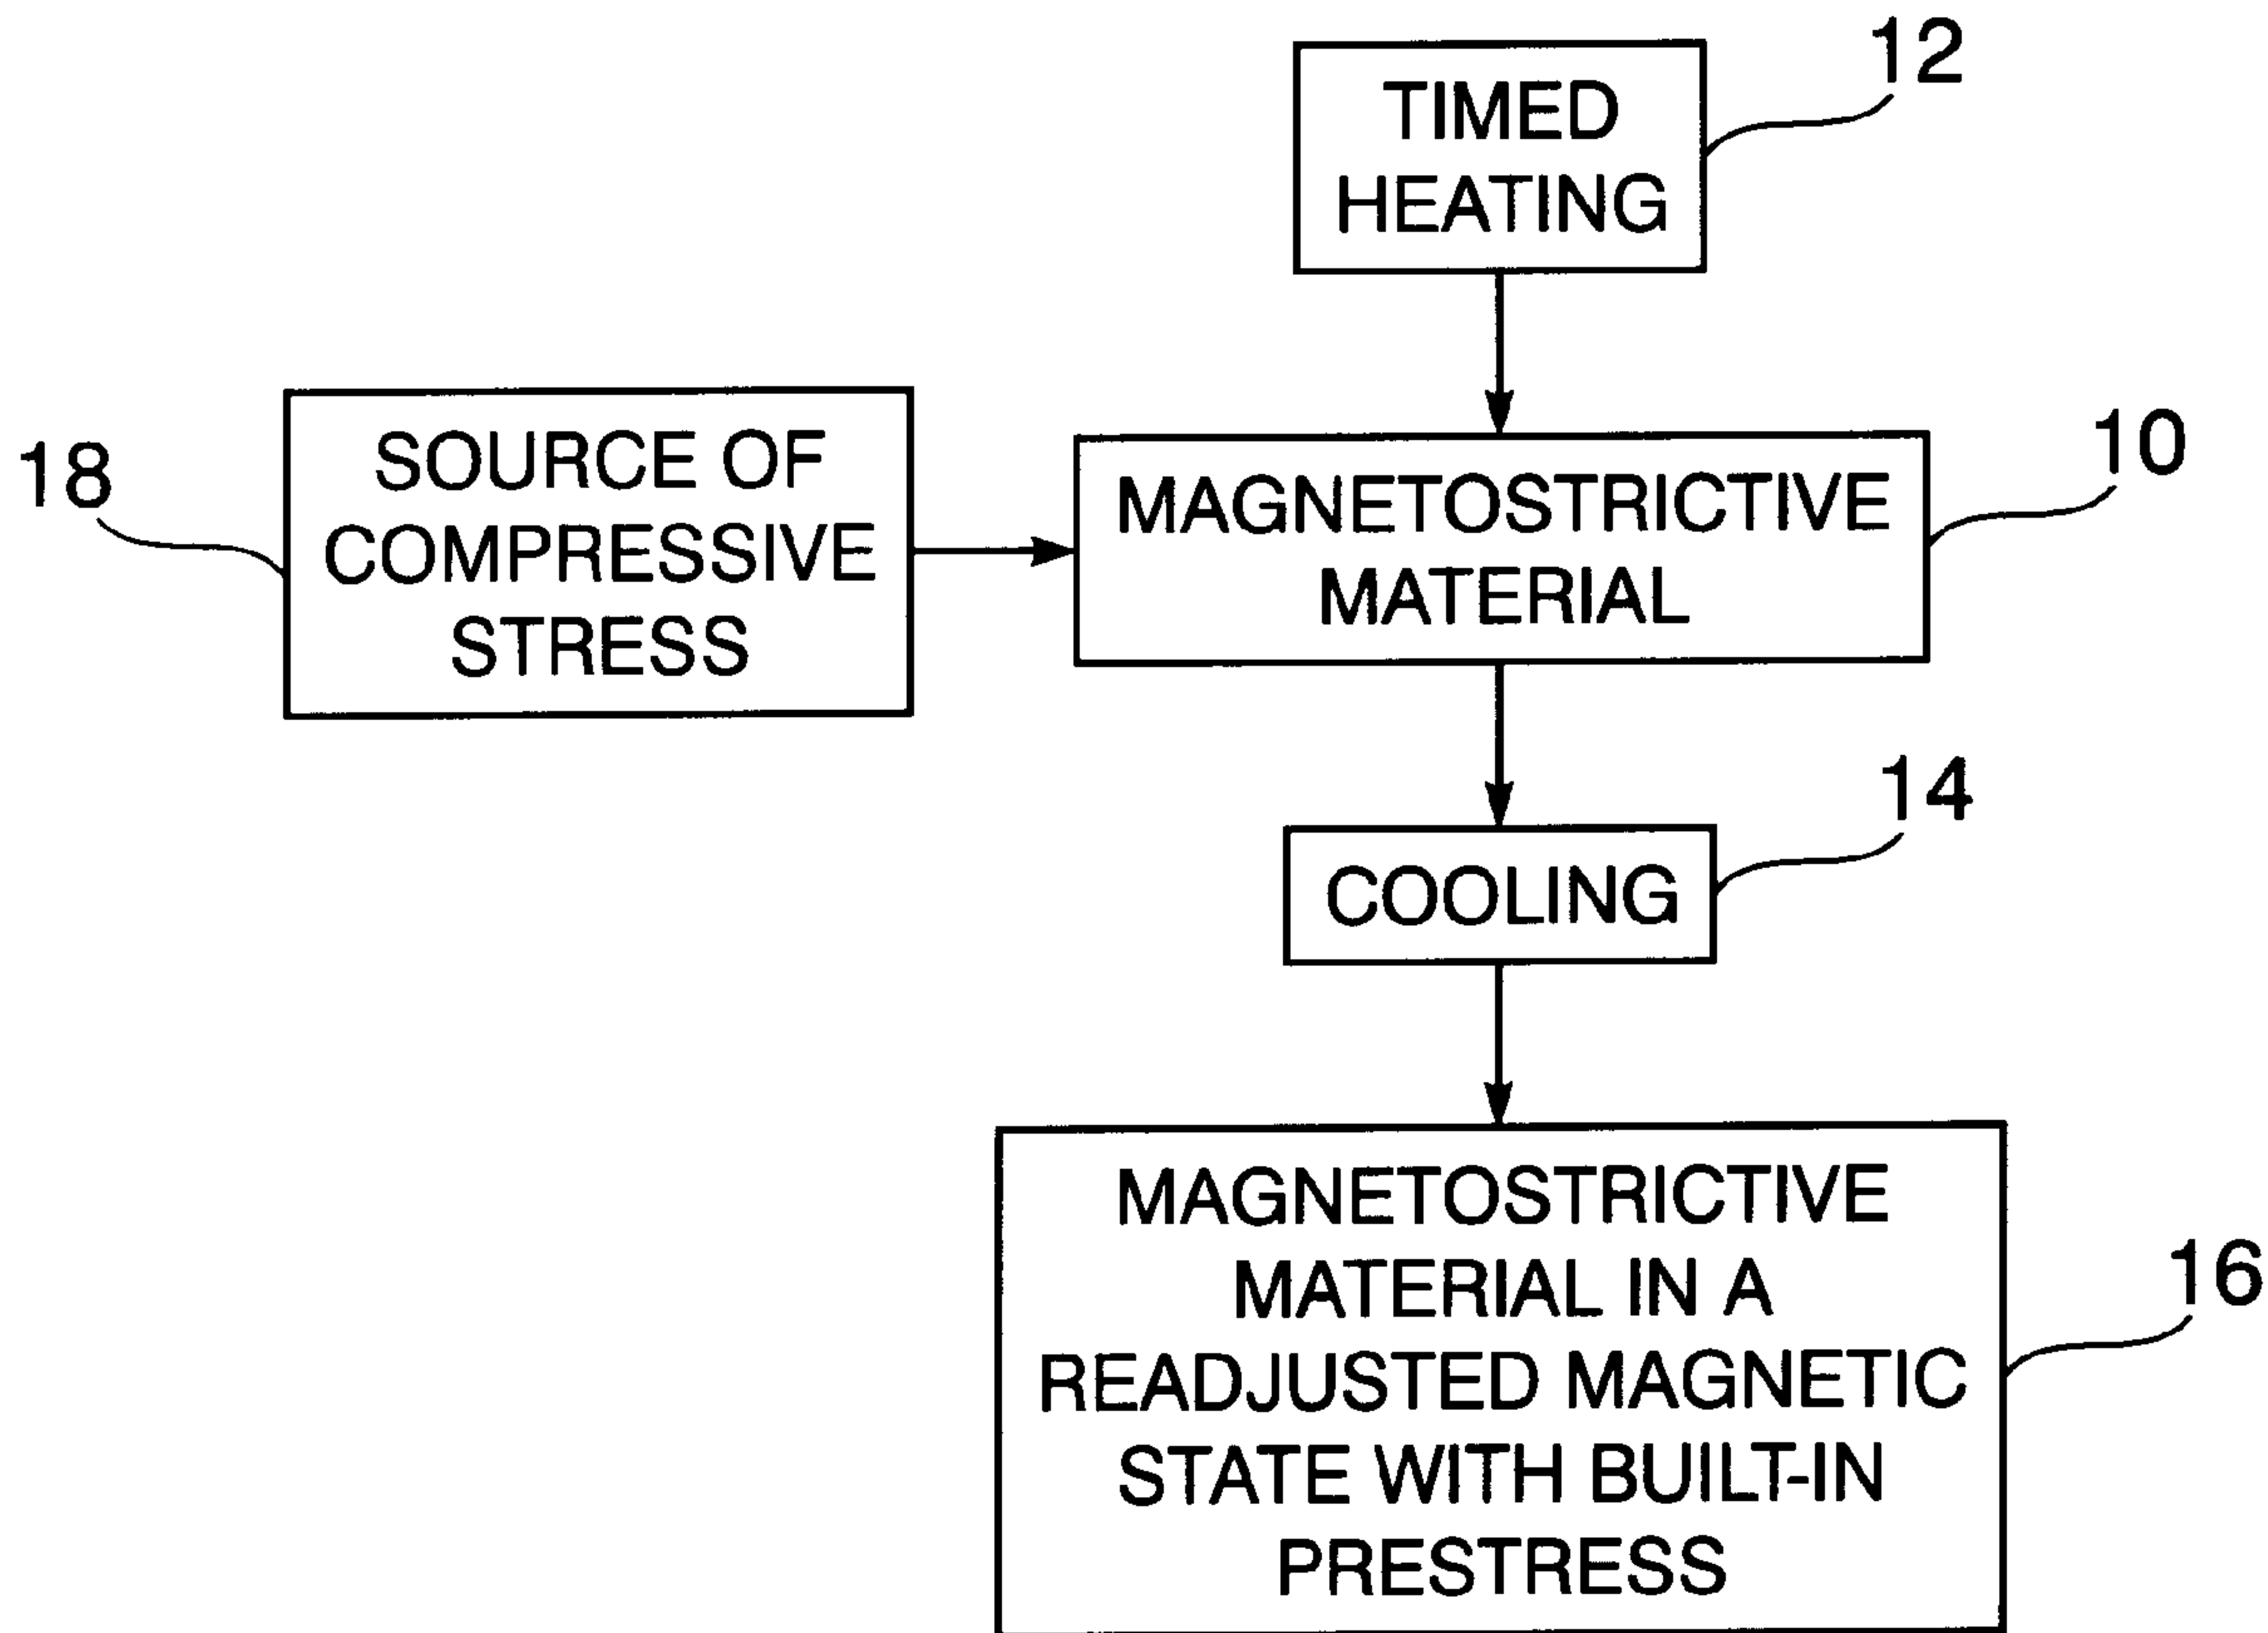 12
TIMED
HEATING
18
SOURCE OF
COMPRESSIVE
STRESS
10
MAGNETOSTRICTIVE
MATERIAL
14
COOLING
16
MAGNETOSTRICTIVE
MATERIAL IN A
READJUSTED MAGNETIC
STATE WITH BUILT-IN
PRESTRESS